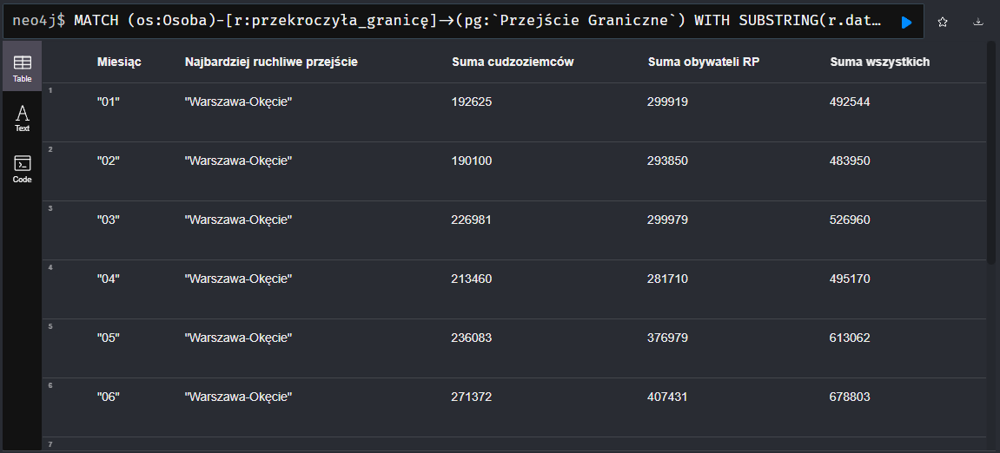 neo4j$ MATCH (os:Osoba)-[r:przekroczyła_granicę]→(pg:`Przejście Graniczne`) WITH SUBSTRING(r.dat…
Table
Text
Code
Miesiąc Najbardziej ruchliwe przejście Suma cudzoziemców Suma obywateli RP Suma wszystkich
1 "01" "Warszawa-Okęcie" 192625 299919 492544
2 "02" "Warszawa-Okęcie" 190100 293850 483950
3 "03" "Warszawa-Okęcie" 226981 299979 526960
4 "04" "Warszawa-Okęcie" 213460 281710 495170
5 "05" "Warszawa-Okęcie" 236083 376979 613062
6 "06" "Warszawa-Okęcie" 271372 407431 678803
7